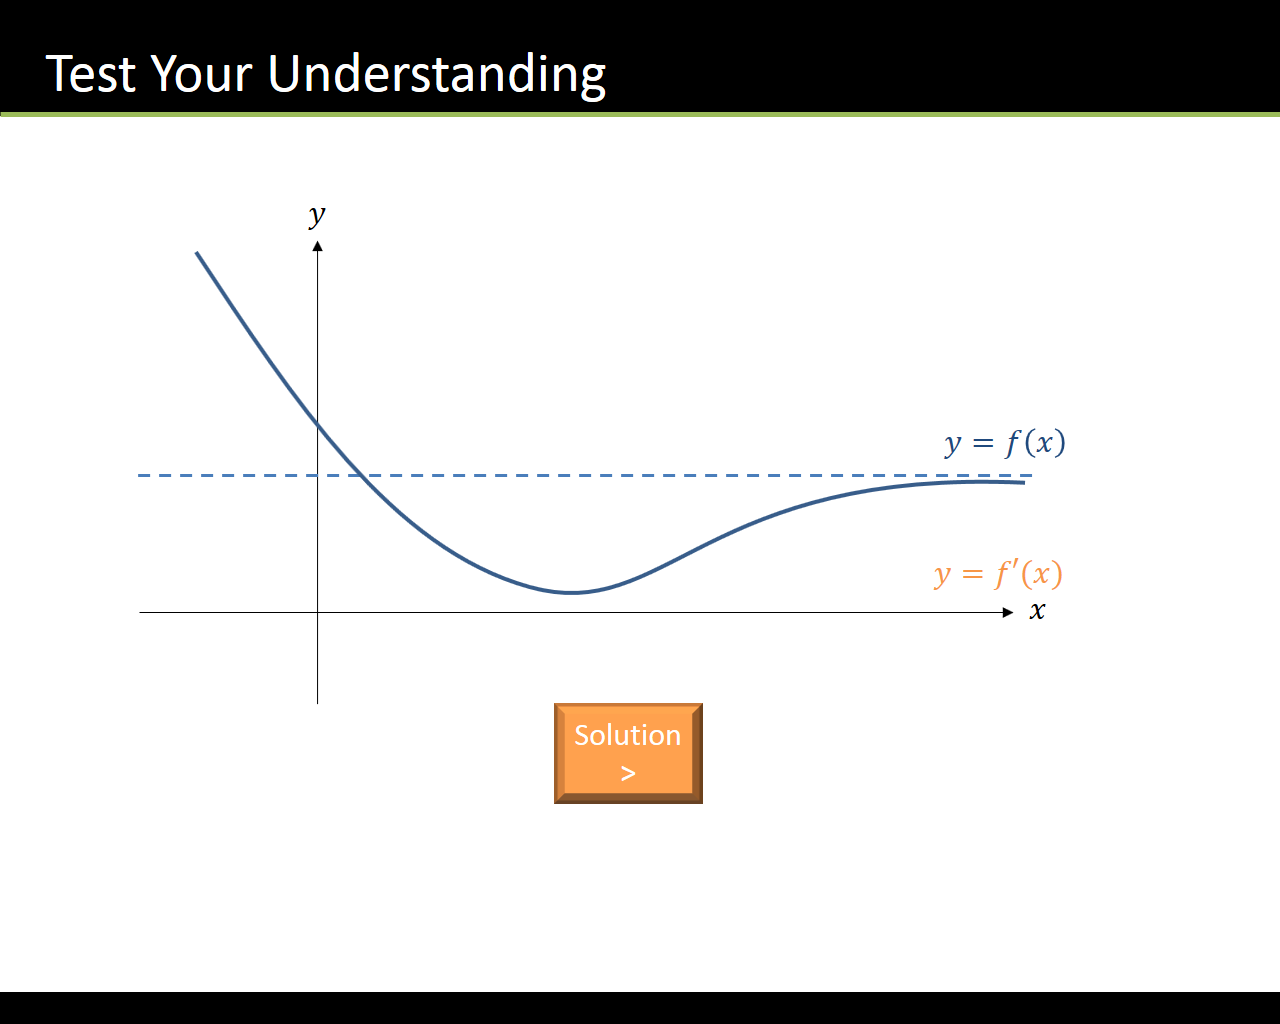 Test Your Understanding
y
y = f(x)
y = f′(x)
x
Solution
>